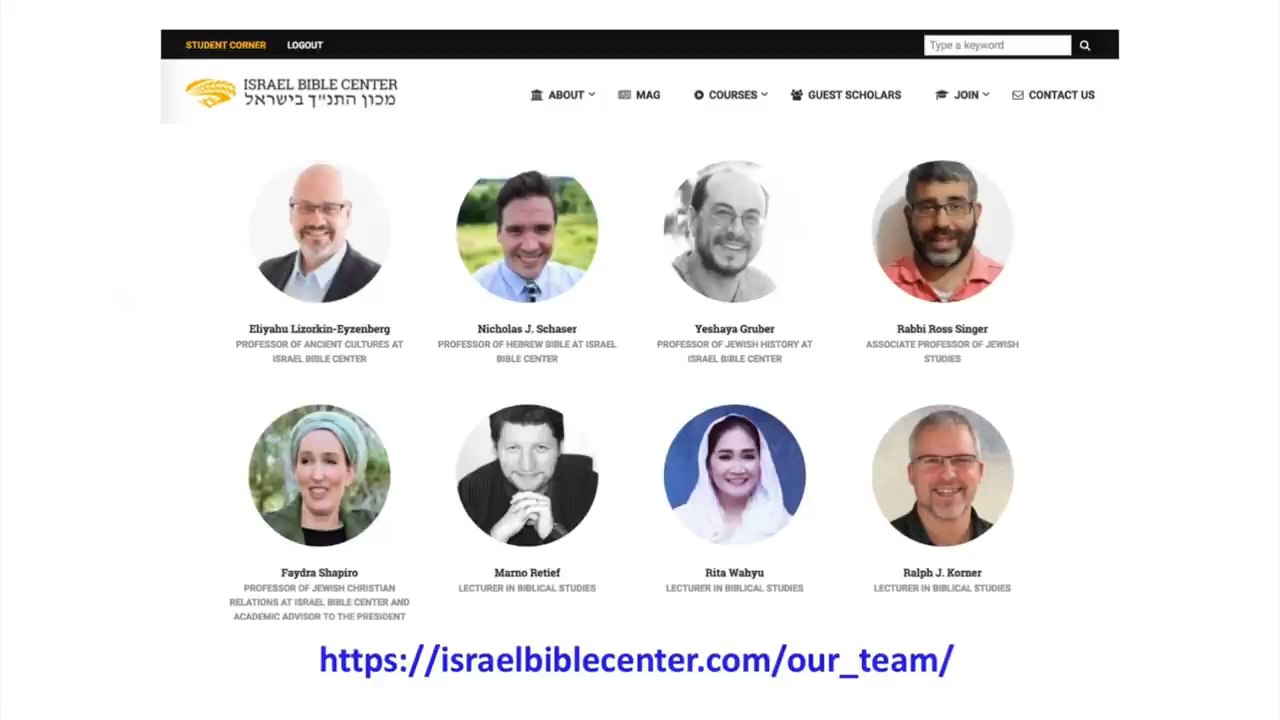 STUDENT CORNER LOGOUT Type a keyword
ISRAEL BIBLE CENTER
מכון התנ"ך בישראל
ABOUT MAG COURSES GUEST SCHOLARS JOIN CONTACT US
Eliyahu Lizorkin-Eyzenberg
PROFESSOR OF ANCIENT CULTURES AT
ISRAEL BIBLE CENTER
Nicholas J. Schaser
PROFESSOR OF HEBREW BIBLE AT ISRAEL
BIBLE CENTER
Yeshaya Gruber
PROFESSOR OF JEWISH HISTORY AT
ISRAEL BIBLE CENTER
Rabbi Ross Singer
ASSOCIATE PROFESSOR OF JEWISH
STUDIES
Faydra Shapiro
PROFESSOR OF JEWISH CHRISTIAN
RELATIONS AT ISRAEL BIBLE CENTER AND
ACADEMIC ADVISOR TO THE PRESIDENT
Marno Retief
LECTURER IN BIBLICAL STUDIES
Rita Wahyu
LECTURER IN BIBLICAL STUDIES
Ralph J. Korner
LECTURER IN BIBLICAL STUDIES
https://israelbiblecenter.com/our_team/